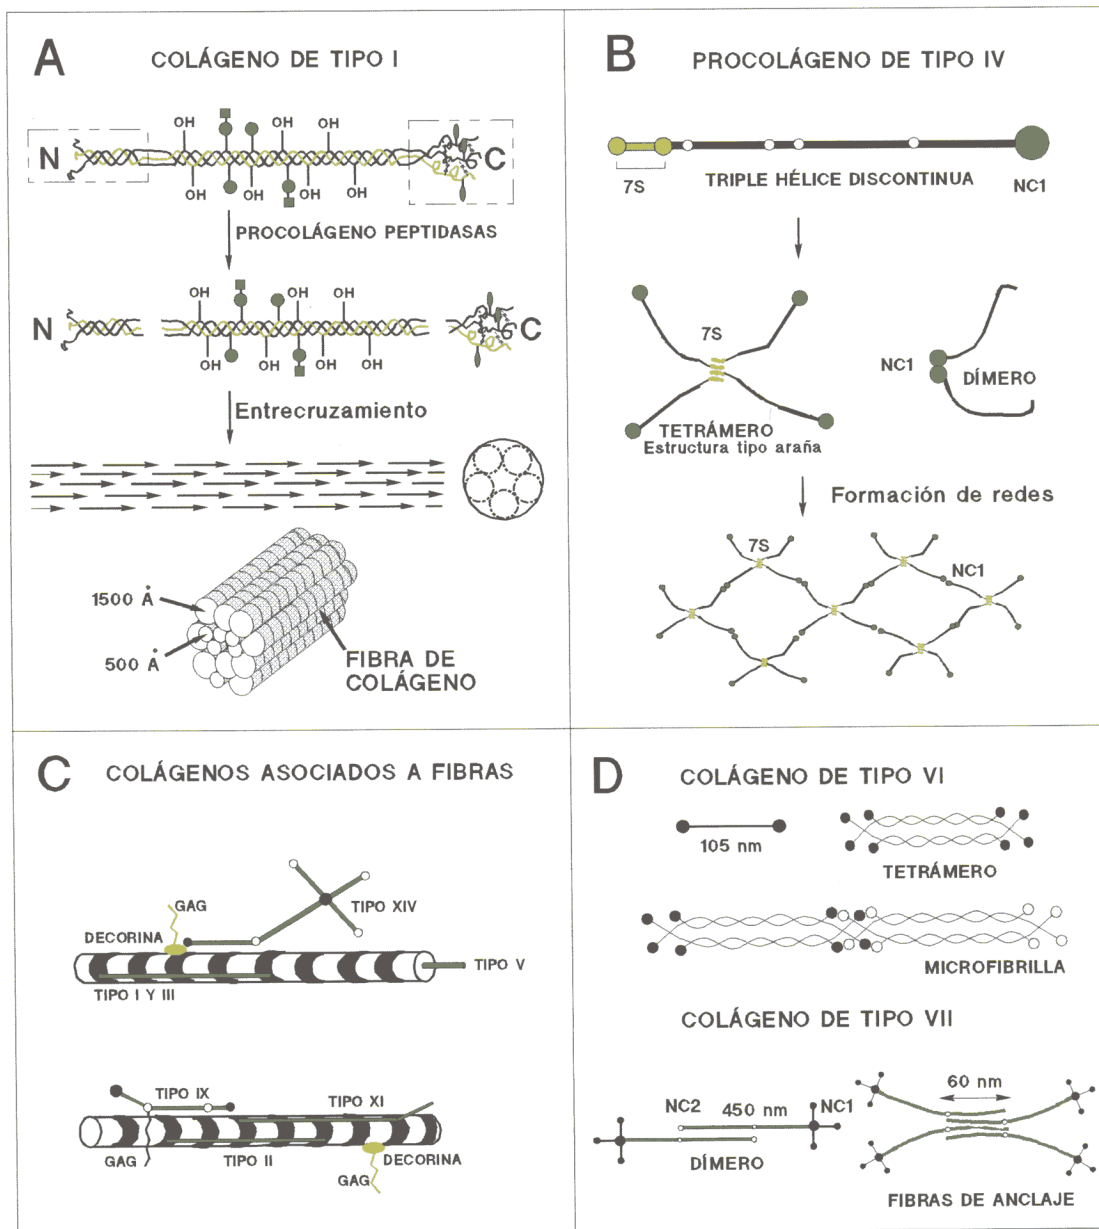 A
COLÁGENO DE TIPO I
OH
OH
OH
N
C
OH
OH
OH
OH
PROCOLÁGENO PEPTIDASAS
OH
OH
OH
N
C
OH
OH
OH
OH
Entrecruzamiento
1500 Å
500 Å
FIBRA DE
COLÁGENO
B
PROCOLÁGENO DE TIPO IV
7S
TRIPLE HÉLICE DISCONTINUA
NC1
7S
NC1
DÍMERO
TETRÁMERO
Estructura tipo araña
Formación de redes
7S
NC1
C
COLÁGENOS ASOCIADOS A FIBRAS
GAG
TIPO XIV
DECORINA
TIPO V
TIPO I Y III
TIPO IX
TIPO XI
GAG
TIPO II
DECORINA
GAG
D
COLÁGENO DE TIPO VI
105 nm
TETRÁMERO
MICROFIBRILLA
COLÁGENO DE TIPO VII
60 nm
NC2
450 nm
NC1
DÍMERO
FIBRAS DE ANCLAJE